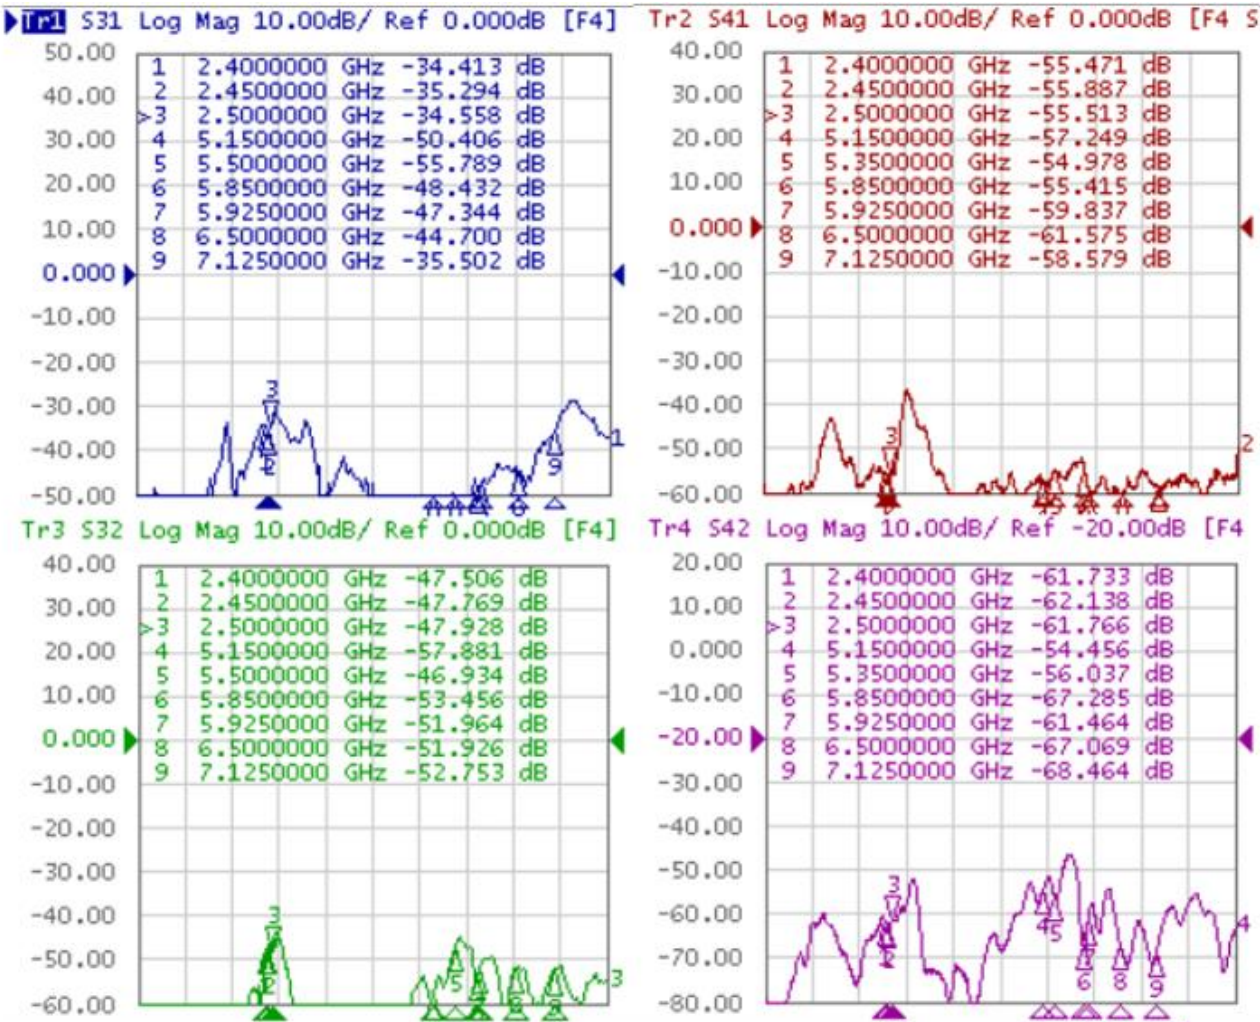 Tr1 S31 Log Mag 10.00dB/ Ref 0.000dB [F4]
50.00
40.00
30.00
20.00
10.00
0.000
-10.00
-20.00
-30.00
-40.00
-50.00
1 2.4000000 GHz -34.413 dB
2 2.4500000 GHz -35.294 dB
>3 2.5000000 GHz -34.558 dB
4 5.1500000 GHz -50.406 dB
5 5.5000000 GHz -55.789 dB
6 5.8500000 GHz -48.432 dB
7 5.9250000 GHz -47.344 dB
8 6.5000000 GHz -44.700 dB
9 7.1250000 GHz -35.502 dB
3
2
9
1
Tr2 S41 Log Mag 10.00dB/ Ref 0.000dB [F4 S
40.00
30.00
20.00
10.00
0.000
-10.00
-20.00
-30.00
-40.00
-50.00
-60.00
1 2.4000000 GHz -55.471 dB
2 2.4500000 GHz -55.887 dB
>3 2.5000000 GHz -55.513 dB
4 5.1500000 GHz -57.249 dB
5 5.3500000 GHz -54.978 dB
6 5.8500000 GHz -55.415 dB
7 5.9250000 GHz -59.837 dB
8 6.5000000 GHz -61.575 dB
9 7.1250000 GHz -58.579 dB
3
2
Tr3 S32 Log Mag 10.00dB/ Ref 0.000dB [F4]
40.00
30.00
20.00
10.00
0.000
-10.00
-20.00
-30.00
-40.00
-50.00
-60.00
1 2.4000000 GHz -47.506 dB
2 2.4500000 GHz -47.769 dB
>3 2.5000000 GHz -47.928 dB
4 5.1500000 GHz -57.881 dB
5 5.5000000 GHz -46.934 dB
6 5.8500000 GHz -53.456 dB
7 5.9250000 GHz -51.964 dB
8 6.5000000 GHz -51.926 dB
9 7.1250000 GHz -52.753 dB
3
2
5
3
Tr4 S42 Log Mag 10.00dB/ Ref -20.00dB [F4
20.00
10.00
0.000
-10.00
-20.00
-30.00
-40.00
-50.00
-60.00
-70.00
-80.00
1 2.4000000 GHz -61.733 dB
2 2.4500000 GHz -62.138 dB
>3 2.5000000 GHz -61.766 dB
4 5.1500000 GHz -54.456 dB
5 5.3500000 GHz -56.037 dB
6 5.8500000 GHz -67.285 dB
7 5.9250000 GHz -61.464 dB
8 6.5000000 GHz -67.069 dB
9 7.1250000 GHz -68.464 dB
3
2
4
5
6
8
9
4